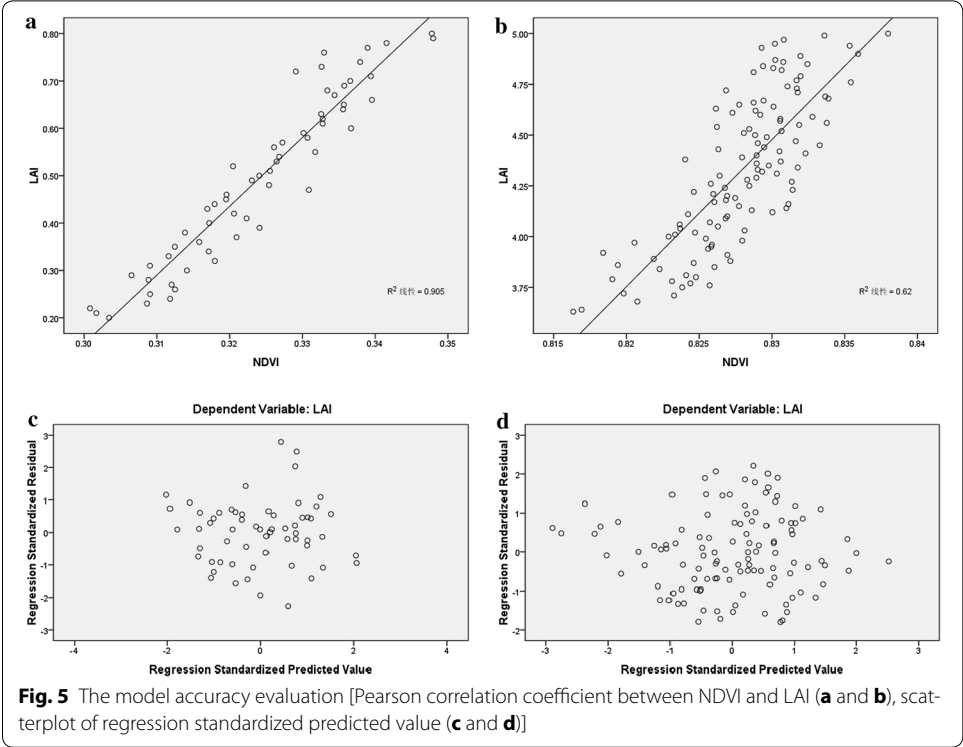 a
0.80
0.70
0.60
0.50
0.40
0.30
0.20
LAI
R² 线性 = 0.905
0.30 0.31 0.32 0.33 0.34 0.35
NDVI
b
5.00
4.75
4.50
4.25
4.00
3.75
LAI
R² 线性 = 0.62
0.815 0.82 0.825 0.83 0.835 0.84
NDVI
c
Dependent Variable: LAI
3
2
1
0
-1
-2
-3
Regression Standardized Residual
-4 -2 0 2 4
Regression Standardized Predicted Value
d
Dependent Variable: LAI
3
2
1
0
-1
-2
Regression Standardized Residual
-3 -2 -1 0 1 2 3
Regression Standardized Predicted Value
Fig. 5 The model accuracy evaluation [Pearson correlation coefficient between NDVI and LAI (a and b), scat-
terplot of regression standardized predicted value (c and d)]